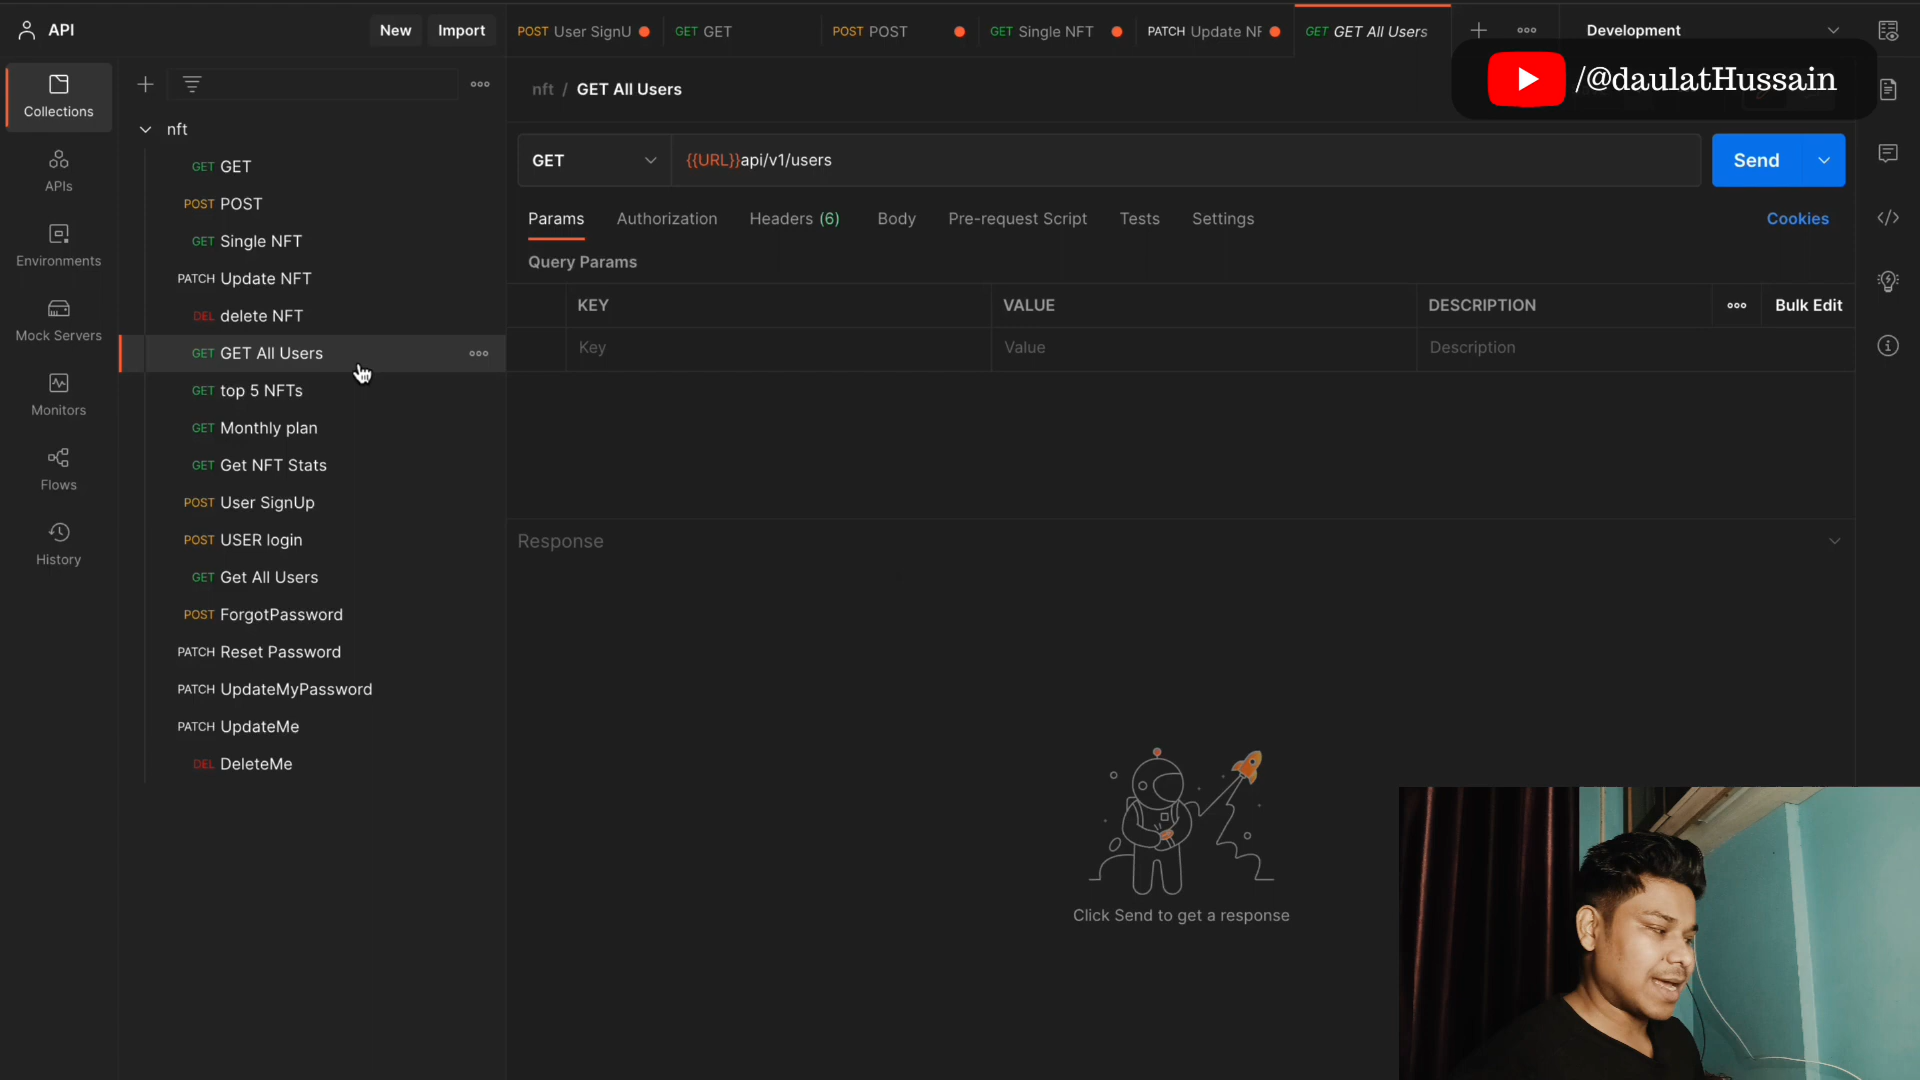 API
New
Import
POST User SignU
GET GET
POST POST
GET Single NFT
PATCH Update NF
GET GET All Users
Development
/@daulatHussain
Collections
APIs
Environments
Mock Servers
Monitors
Flows
History
nft
GET GET
POST POST
GET Single NFT
PATCH Update NFT
DEL delete NFT
GET GET All Users
GET top 5 NFTs
GET Monthly plan
GET Get NFT Stats
POST User SignUp
POST USER login
GET Get All Users
POST ForgotPassword
PATCH Reset Password
PATCH UpdateMyPassword
PATCH UpdateMe
DEL DeleteMe
nft / GET All Users
GET
{{URL}}api/v1/users
Send
Params
Authorization
Headers (6)
Body
Pre-request Script
Tests
Settings
Cookies
Query Params
KEY
VALUE
DESCRIPTION
Bulk Edit
Key
Value
Description
Response
Click Send to get a response